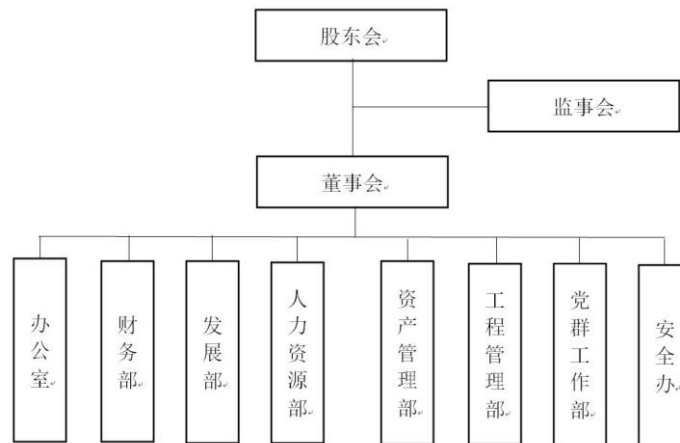 股东会
监事会
董事会
办公室
财务部
发展部
人力资源部
资产管理部
工程管理部
党群工作部
安全办